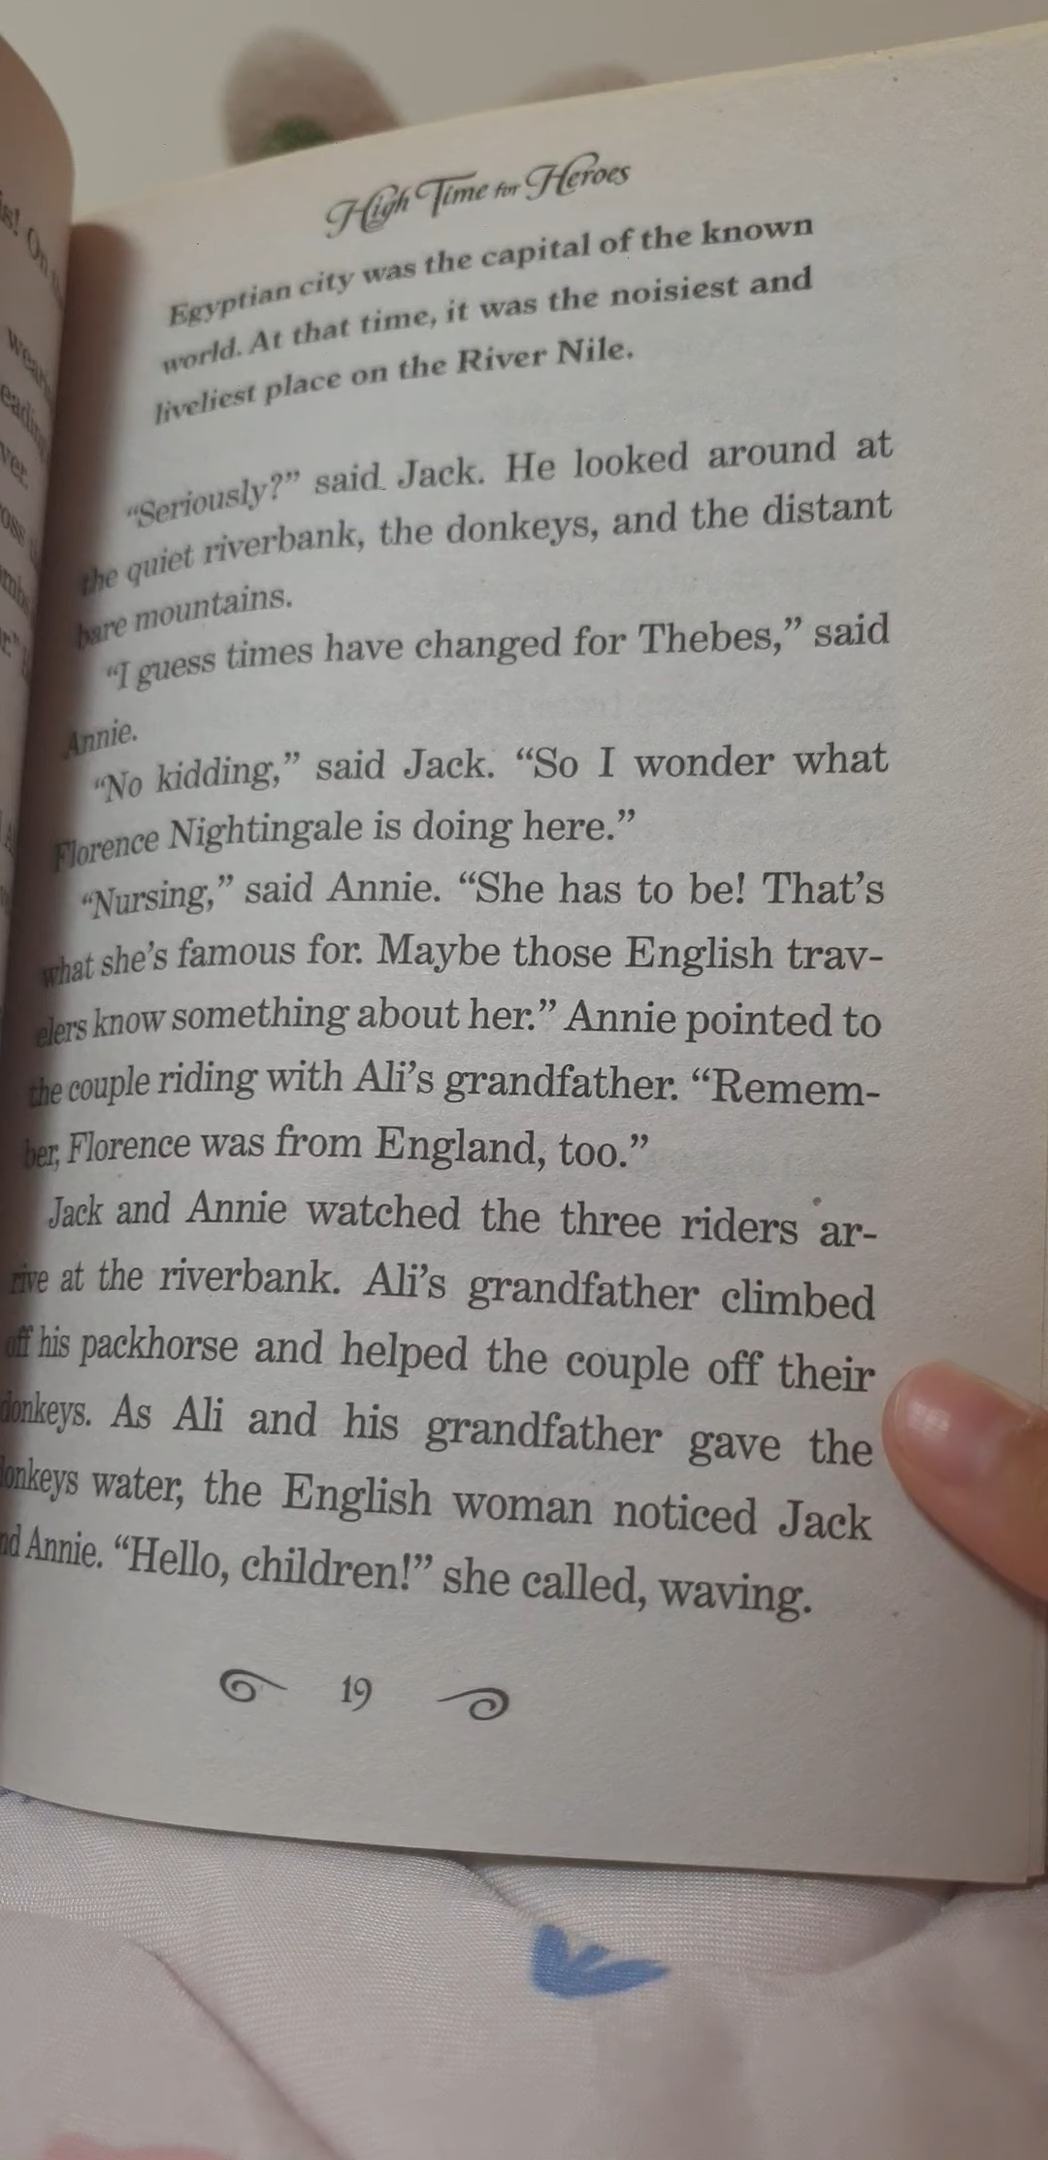 High Time for Heroes
Egyptian city was the capital of the known
world. At that time, it was the noisiest and
liveliest place on the River Nile.
“Seriously?” said Jack. He looked around at
the quiet riverbank, the donkeys, and the distant
bare mountains.
“I guess times have changed for Thebes,” said
Annie.
“No kidding,” said Jack. “So I wonder what
Florence Nightingale is doing here.”
“Nursing,” said Annie. “She has to be! That’s
what she’s famous for. Maybe those English trav-
elers know something about her.” Annie pointed to
the couple riding with Ali’s grandfather. “Remem-
ber, Florence was from England, too.”
Jack and Annie watched the three riders ar-
rive at the riverbank. Ali’s grandfather climbed
off his packhorse and helped the couple off their
donkeys. As Ali and his grandfather gave the
donkeys water, the English woman noticed Jack
nd Annie. “Hello, children!” she called, waving.
19